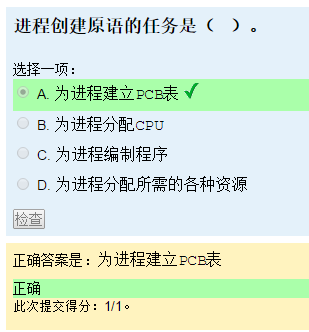 进程创建原语的任务是（　）。
选择一项：
A. 为进程建立PCB表
B. 为进程分配CPU
C. 为进程编制程序
D. 为进程分配所需的各种资源
检查
正确答案是：为进程建立PCB表
正确
此次提交得分：1/1。